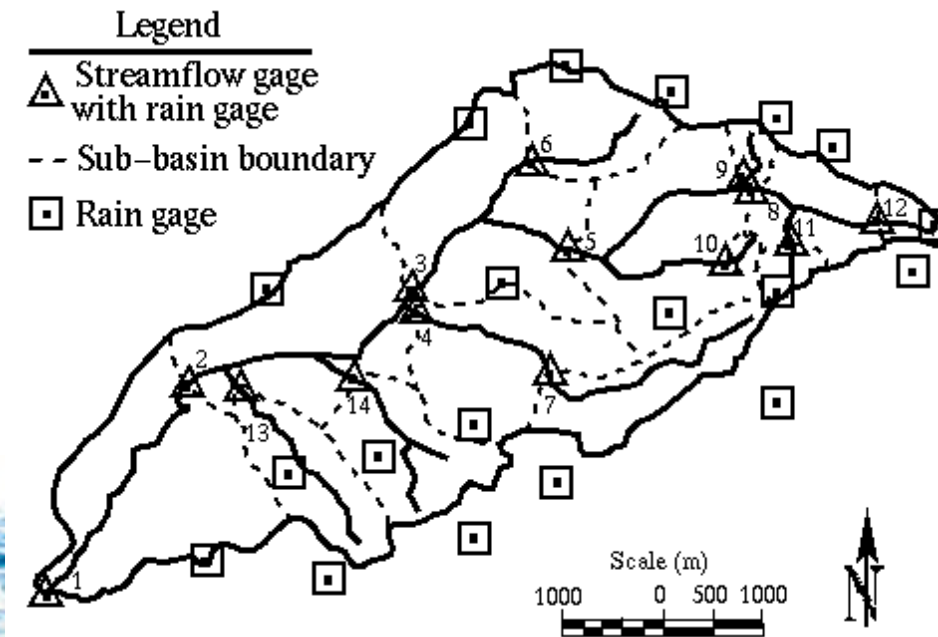 Legend
Streamflow gage
with rain gage
Sub-basin boundary
Rain gage
6
9
8
12
11
10
5
3
4
2
14
7
13
1
Scale (m)
1000 0 500 1000
N